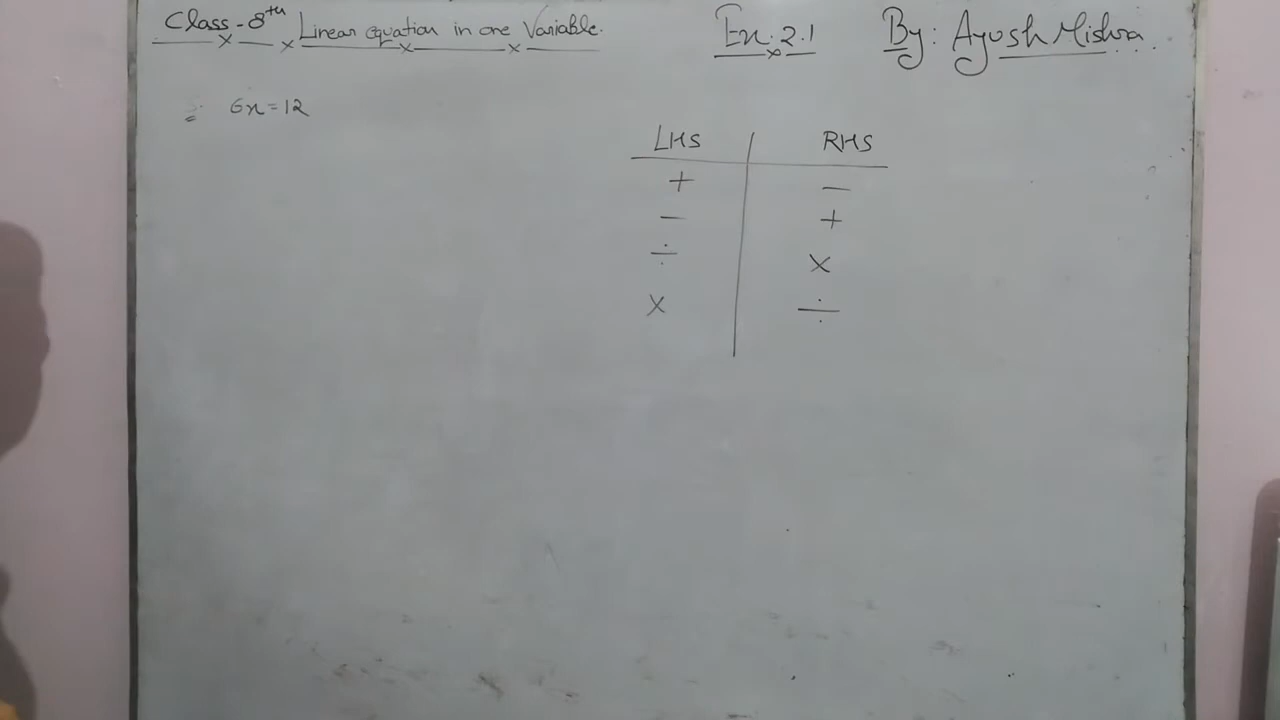 Class-8th Linear equation in one Variable. Ex. 2.1 By: Ayush Mishra
6x=12
LHS RHS
+ −
− +
÷ ×
× ÷